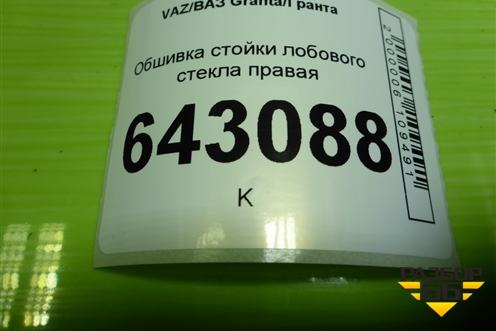 VAZ/ВАЗ Granta/Гранта
Обшивка стойки лобового
стекла правая
643088
К
2000006109491
РАЗБОР
66